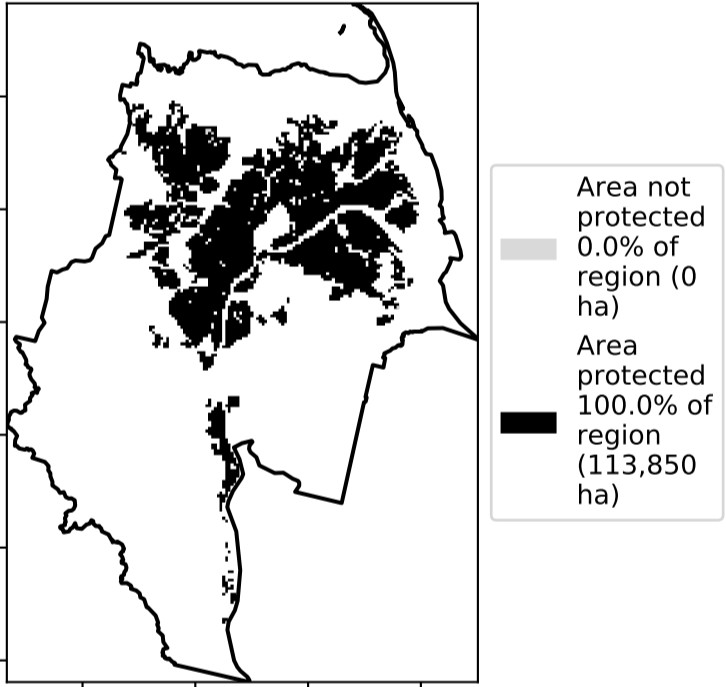 Area not
protected
0.0% of
region (0
ha)
Area
protected
100.0% of
region
(113,850
ha)